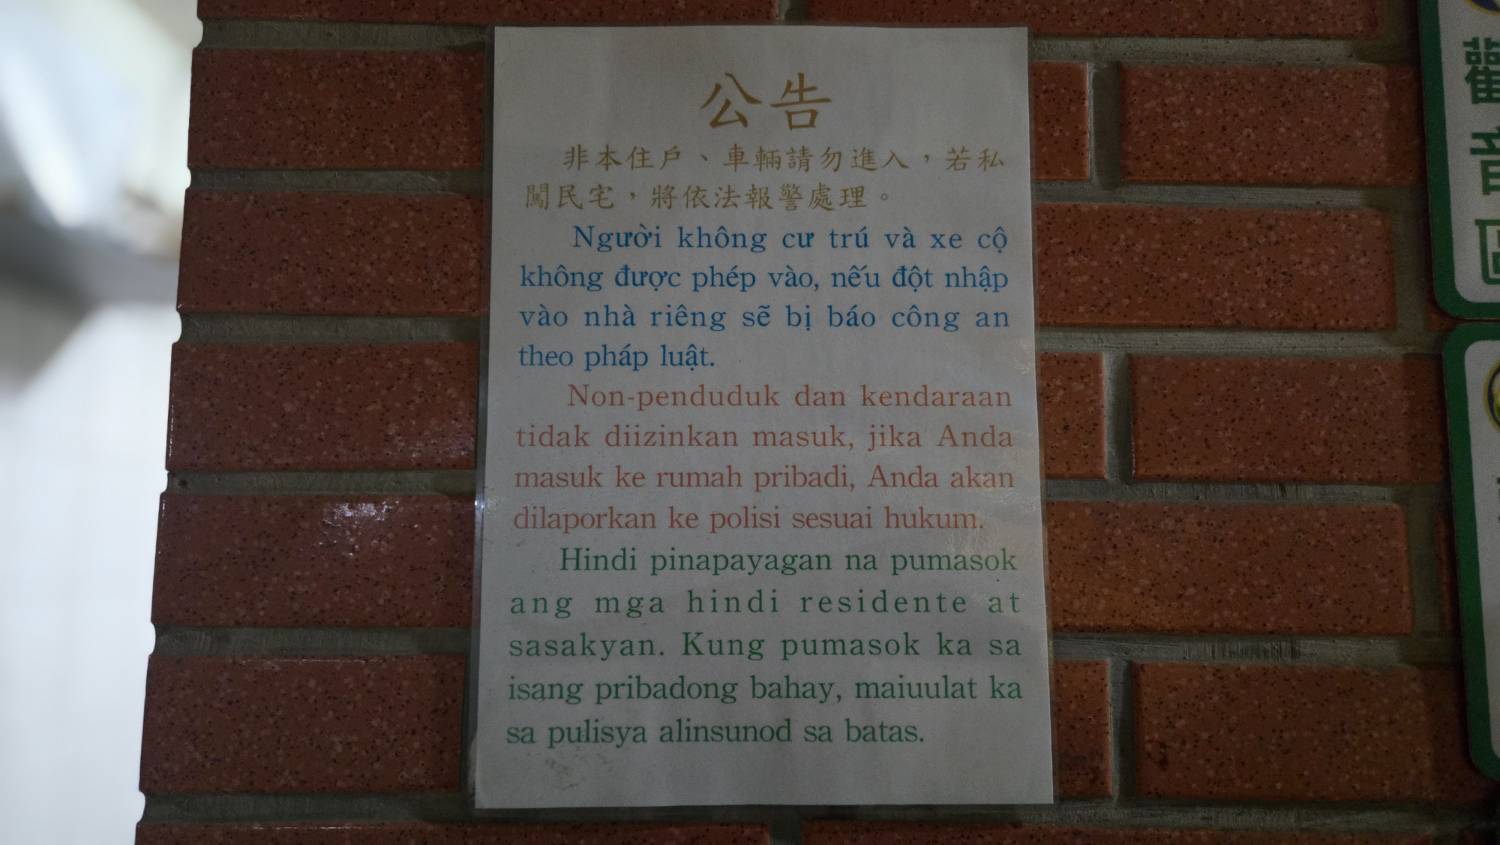 公告
非本住戶、車輛請勿進入，若私
闖民宅，將依法報警處理。
Người không cư trú và xe cộ
không được phép vào, nếu đột nhập
vào nhà riêng sẽ bị báo công an
theo pháp luật.
Non-penduduk dan kendaraan
tidak diizinkan masuk, jika Anda
masuk ke rumah pribadi, Anda akan
dilaporkan ke polisi sesuai hukum.
Hindi pinapayagan na pumasok
ang mga hindi residente at
sasakyan. Kung pumasok ka sa
isang pribadong bahay, maiuulat ka
sa pulisya alinsunod sa batas.
觀音區